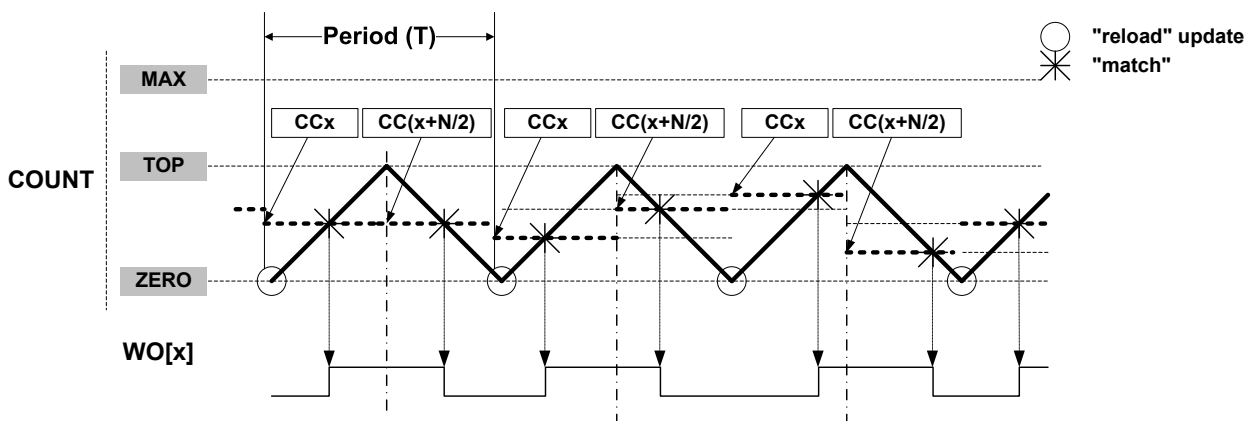 Period (T)
"reload" update
"match"
MAX
CCx
CC(x+N/2)
CCx
CC(x+N/2)
CCx
CC(x+N/2)
TOP
COUNT
ZERO
WO[x]